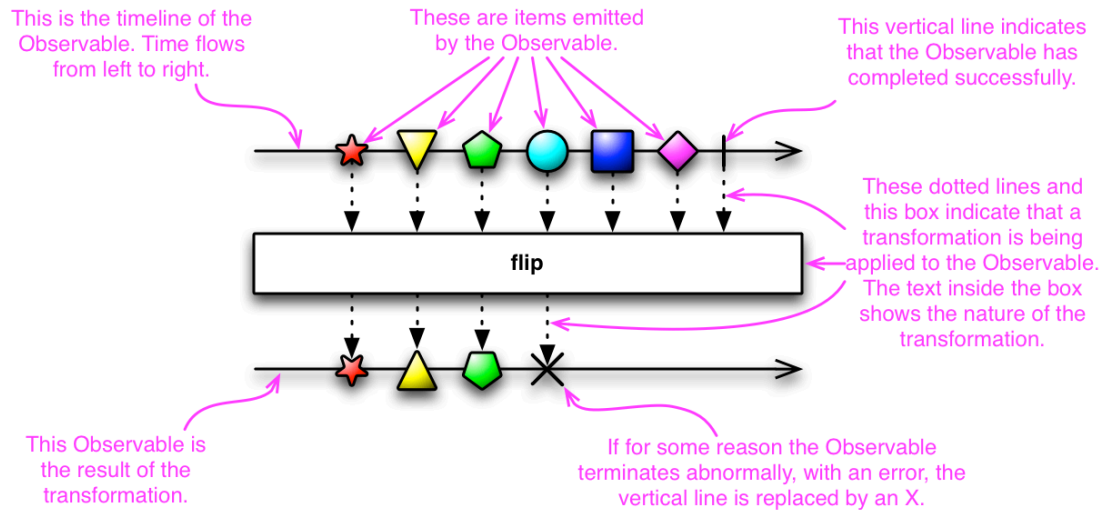 This is the timeline of the
Observable. Time flows
from left to right.
These are items emitted
by the Observable.
This vertical line indicates
that the Observable has
completed successfully.
These dotted lines and
this box indicate that a
transformation is being
applied to the Observable.
The text inside the box
shows the nature of the
transformation.
flip
This Observable is
the result of the
transformation.
If for some reason the Observable
terminates abnormally, with an error, the
vertical line is replaced by an X.